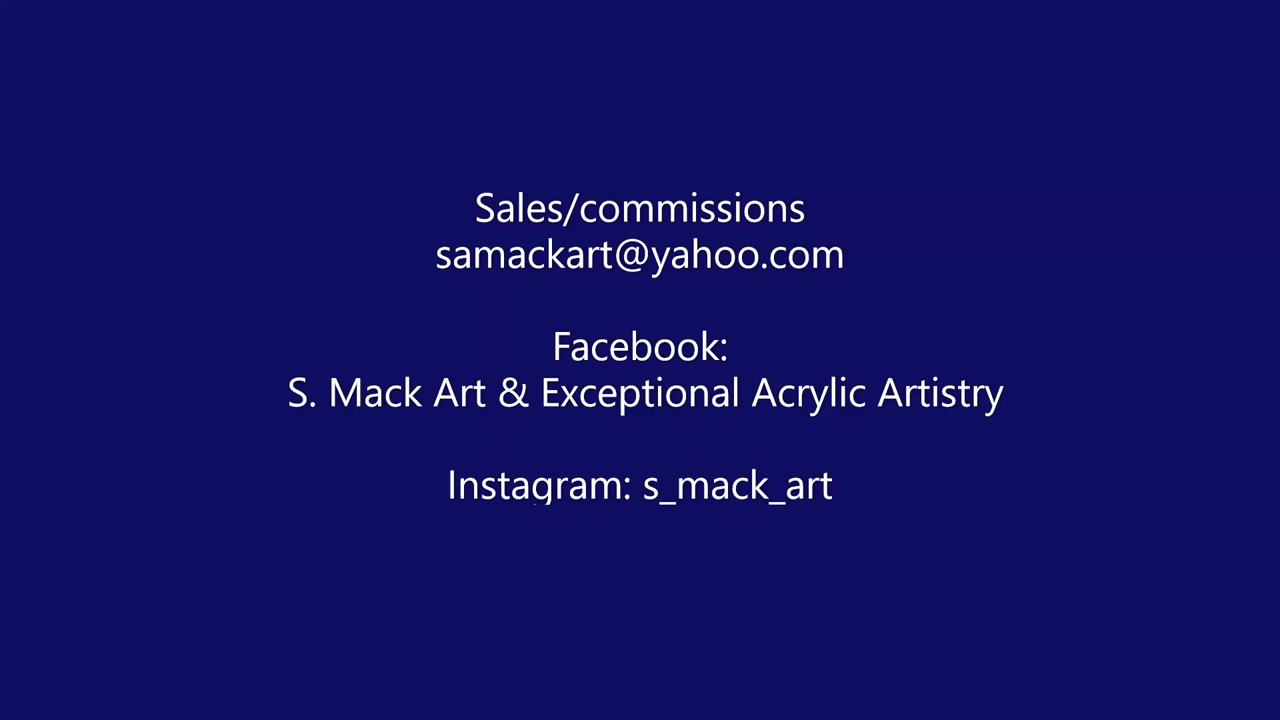 Sales/commissions
samackart@yahoo.com
Facebook:
S. Mack Art & Exceptional Acrylic Artistry
Instagram: s_mack_art